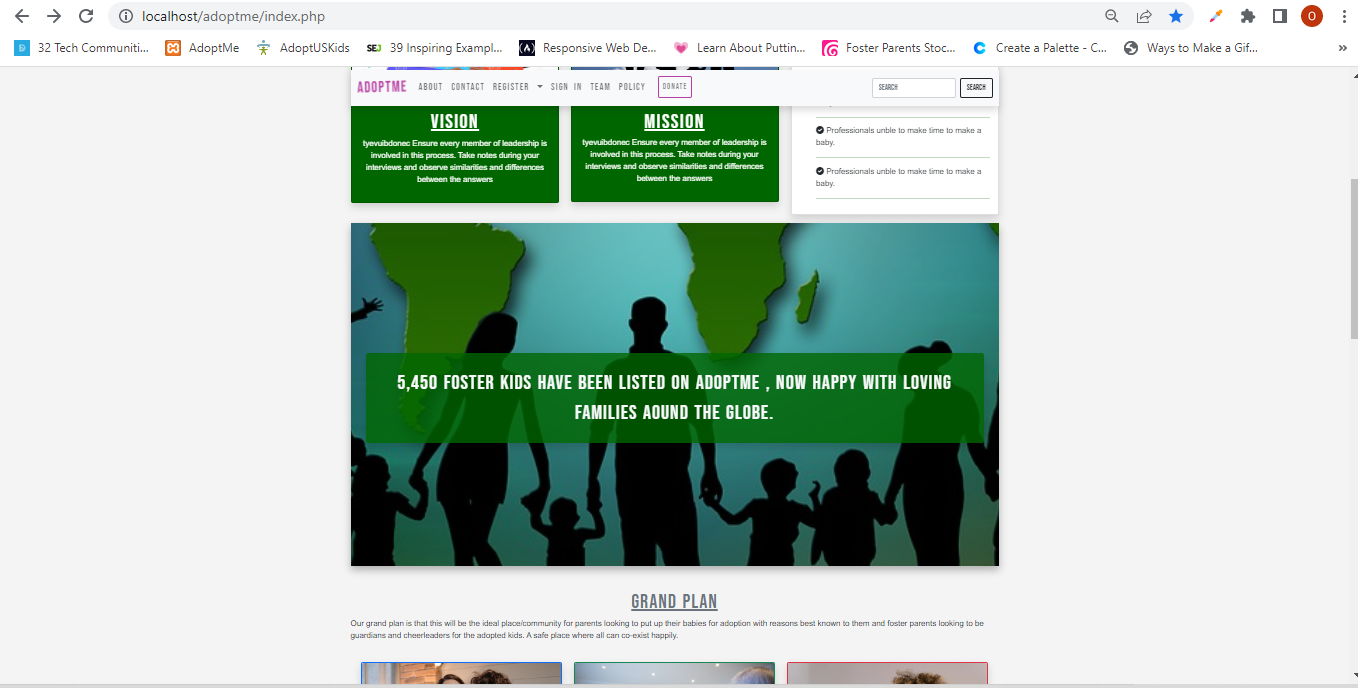 localhost/adoptme/index.php
O
32 Tech Communiti...
AdoptMe
AdoptUSKids
SEJ
39 Inspiring Exampl...
Responsive Web De...
Learn About Puttin...
Foster Parents Stoc...
Create a Palette - C...
Ways to Make a Gif...
»
ADOPTME
ABOUT
CONTACT
REGISTER
SIGN IN
TEAM
POLICY
DONATE
SEARCH
SEARCH
VISION
tyevuibdonec Ensure every member of leadership is
involved in this process. Take notes during your
interviews and observe similarities and differences
between the answers
MISSION
tyevuibdonec Ensure every member of leadership is
involved in this process. Take notes during your
interviews and observe similarities and differences
between the answers
Professionals unble to make time to make a
baby.
Professionals unble to make time to make a
baby.
5,450 FOSTER KIDS HAVE BEEN LISTED ON ADOPTME , NOW HAPPY WITH LOVING
FAMILIES AOUND THE GLOBE.
GRAND PLAN
Our grand plan is that this will be the ideal place/community for parents looking to put up their babies for adoption with reasons best known to them and foster parents looking to be
guardians and cheerleaders for the adopted kids. A safe place where all can co-exist happily.